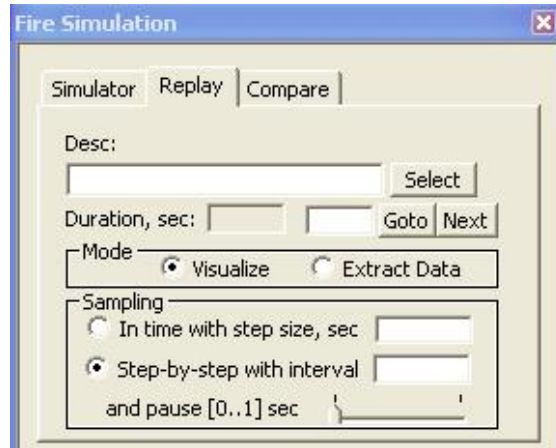 Fire Simulation
Simulator Replay Compare
Desc:
Select
Duration, sec: Goto Next
Mode
Visualize Extract Data
Sampling
In time with step size, sec
Step-by-step with interval
and pause [0..1] sec